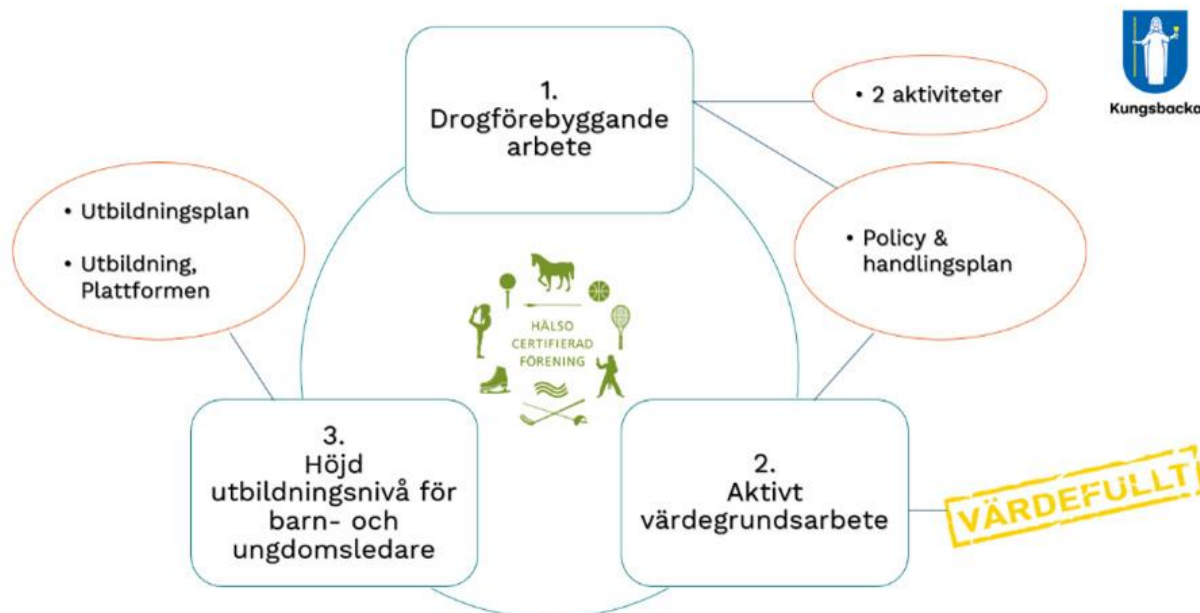 1.
Drogförebyggande
arbete
• 2 aktiviteter
Kungsbacka
• Utbildningsplan
• Utbildning,
Plattformen
• Policy &
handlingsplan
HÄLSO
CERTIFIERAD
FÖRENING
3.
Höjd
utbildningsnivå för
barn- och
ungdomsledare
2.
Aktivt
värdegrundsarbete
VÄRDEFULLT